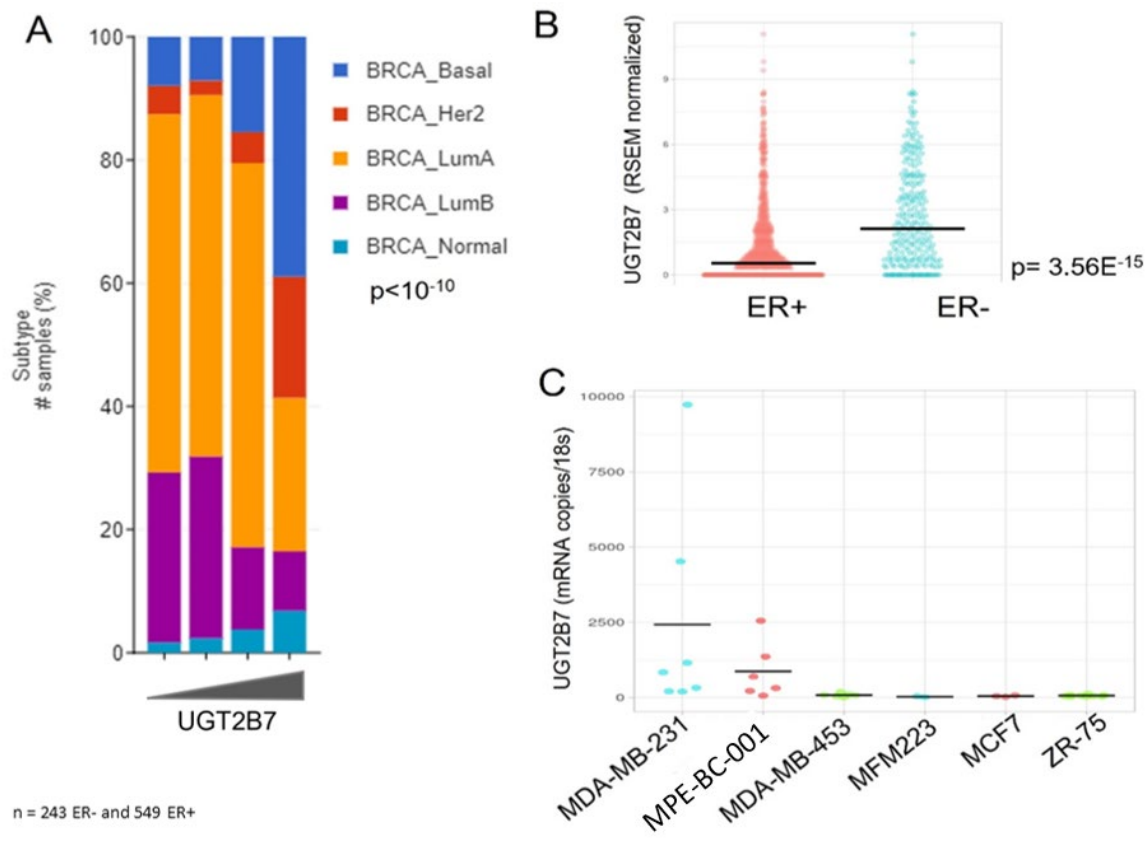 A
100
80
60
40
20
0
Subtype
# samples (%)
BRCA_Basal
BRCA_Her2
BRCA_LumA
BRCA_LumB
BRCA_Normal
p<10-10
UGT2B7
n = 243 ER- and 549 ER+
B
UGT2B7 (RSEM normalized)
9
6
3
0
ER+
ER-
p= 3.56E-15
C
UGT2B7 (mRNA copies/18s)
10000
7500
5000
2500
0
MDA-MB-231
MPE-BC-001
MDA-MB-453
MFM223
MCF7
ZR-75